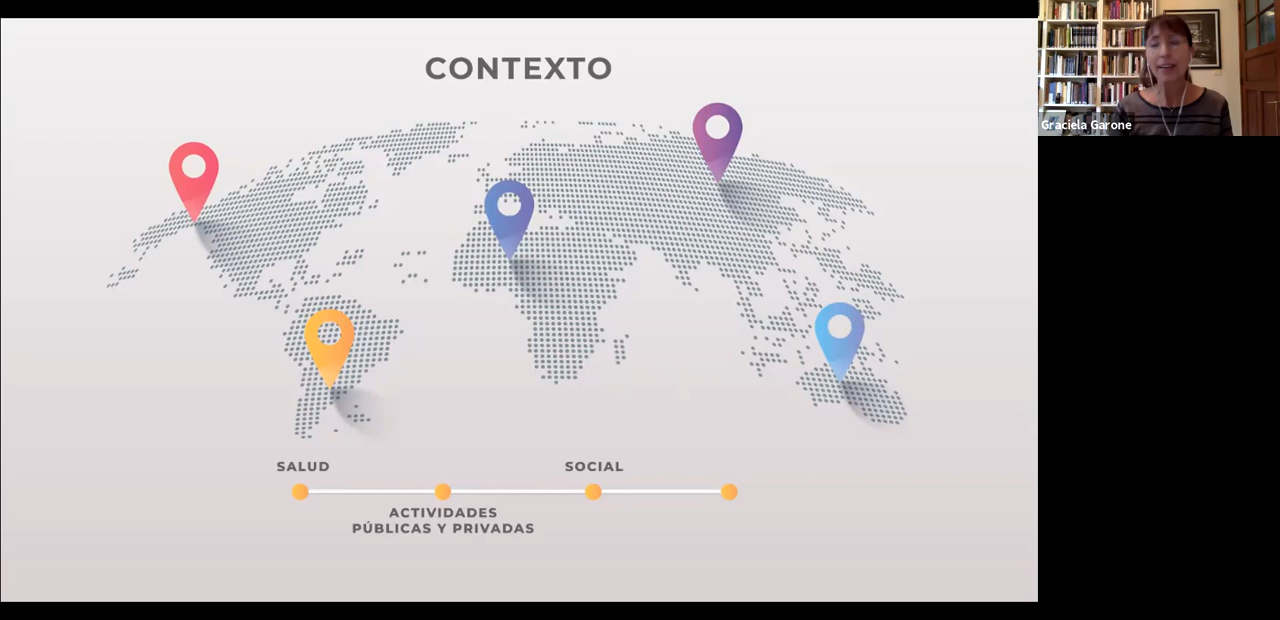 CONTEXTO
Graciela Garone
SALUD
SOCIAL
ACTIVIDADES
PÚBLICAS Y PRIVADAS